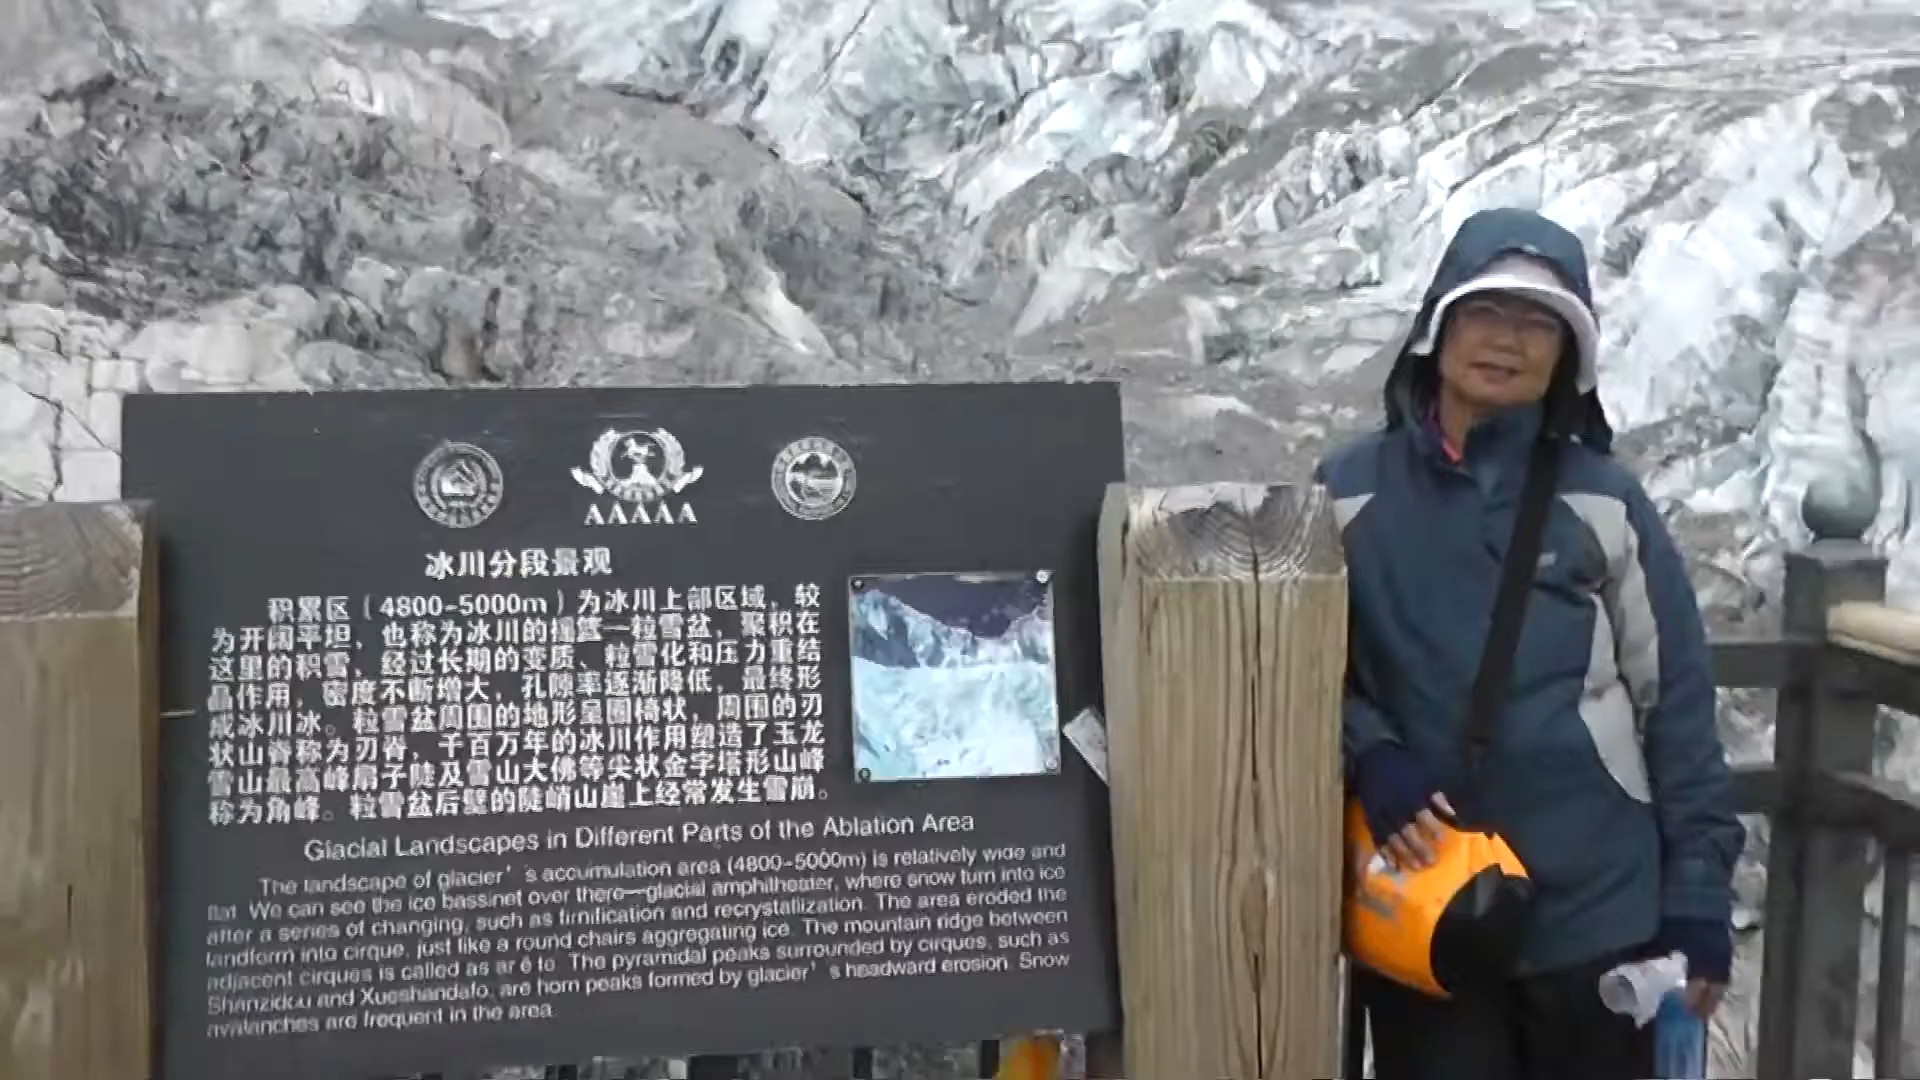 AAAAA
冰川分段景观
积累区（4800-5000m）为冰川上部区域，较
为开阔平坦，也称为冰川的摇篮—粒雪盆，聚积在
这里的积雪，经过长期的变质、粒雪化和压力重结
晶作用，密度不断增大，孔隙率逐渐降低，最终形
成冰川冰。粒雪盆周围的地形呈围椅状，周围的刃
状山脊称为刃脊，千百万年的冰川作用塑造了玉龙
雪山最高峰扇子陡及雪山大佛等尖状金字塔形山峰
称为角峰。粒雪盆后壁的陡峭山崖上经常发生雪崩。
Glacial Landscapes in Different Parts of the Ablation Area
The landscape of glacier's accumulation area (4800-5000m) is relatively wide and
flat. We can see the ice bassinet over there—glacial amphitheater, where snow turn into ice
after a series of changing, such as firnification and recrystallization. The area eroded the
landform into cirque, just like a round chairs aggregating ice. The mountain ridge between
adjacent cirques is called as ar ê te. The pyramidal peaks surrounded by cirques, such as
Shanzidou and Xueshandafo, are horn peaks formed by glacier's headward erosion. Snow
avalanches are frequent in the area.